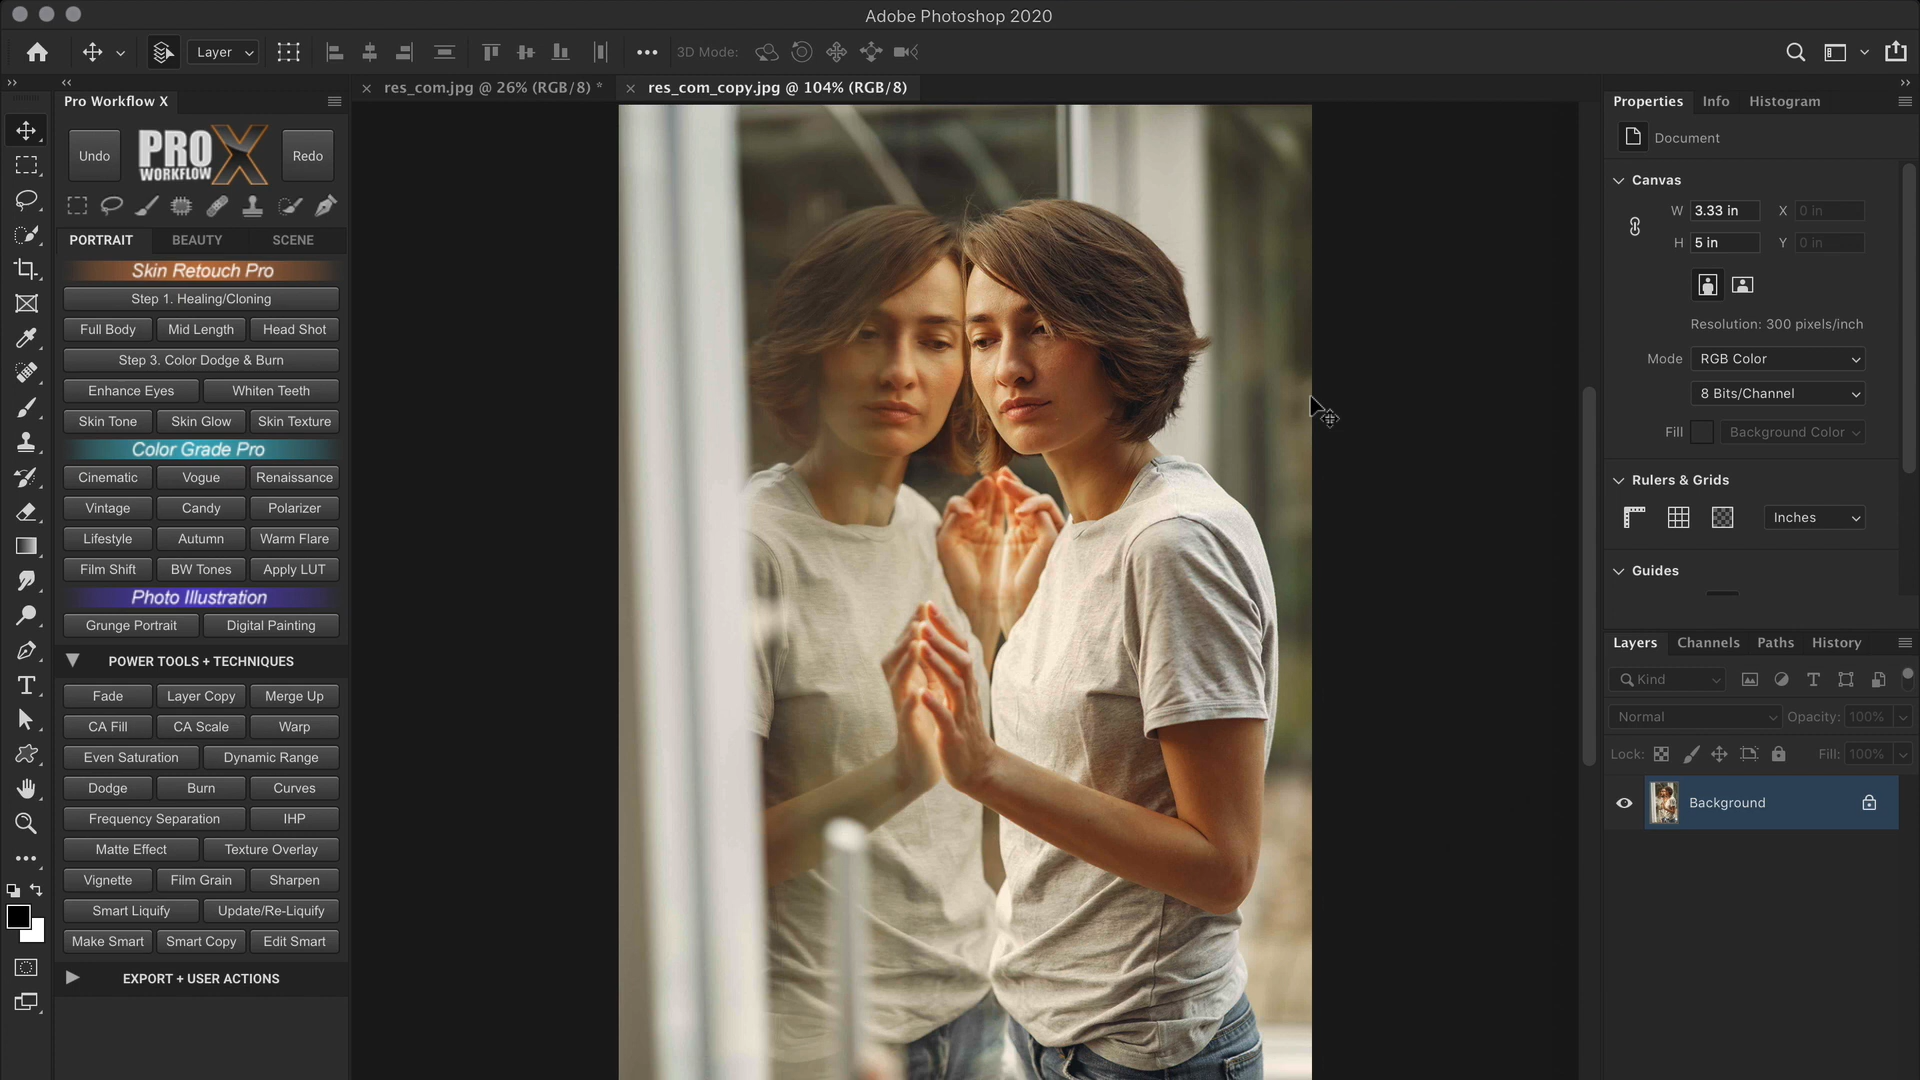 Adobe Photoshop 2020
Layer
3D Mode:
Pro Workflow X
res_com.jpg @ 26% (RGB/8) *
res_com_copy.jpg @ 104% (RGB/8)
Undo
PRO WORKFLOW X
Redo
PORTRAIT BEAUTY SCENE
Skin Retouch Pro
Step 1. Healing/Cloning
Full Body Mid Length Head Shot
Step 3. Color Dodge & Burn
Enhance Eyes Whiten Teeth
Skin Tone Skin Glow Skin Texture
Color Grade Pro
Cinematic Vogue Renaissance
Vintage Candy Polarizer
Lifestyle Autumn Warm Flare
Film Shift BW Tones Apply LUT
Photo Illustration
Grunge Portrait Digital Painting
POWER TOOLS + TECHNIQUES
Fade Layer Copy Merge Up
CA Fill CA Scale Warp
Even Saturation Dynamic Range
Dodge Burn Curves
Frequency Separation IHP
Matte Effect Texture Overlay
Vignette Film Grain Sharpen
Smart Liquify Update/Re-Liquify
Make Smart Smart Copy Edit Smart
EXPORT + USER ACTIONS
Properties Info Histogram
Document
Canvas
W 3.33 in X 0 in
H 5 in Y 0 in
Resolution: 300 pixels/inch
Mode RGB Color
8 Bits/Channel
Fill Background Color
Rulers & Grids
Inches
Guides
Layers Channels Paths History
Kind
Normal Opacity: 100%
Lock: Fill: 100%
Background